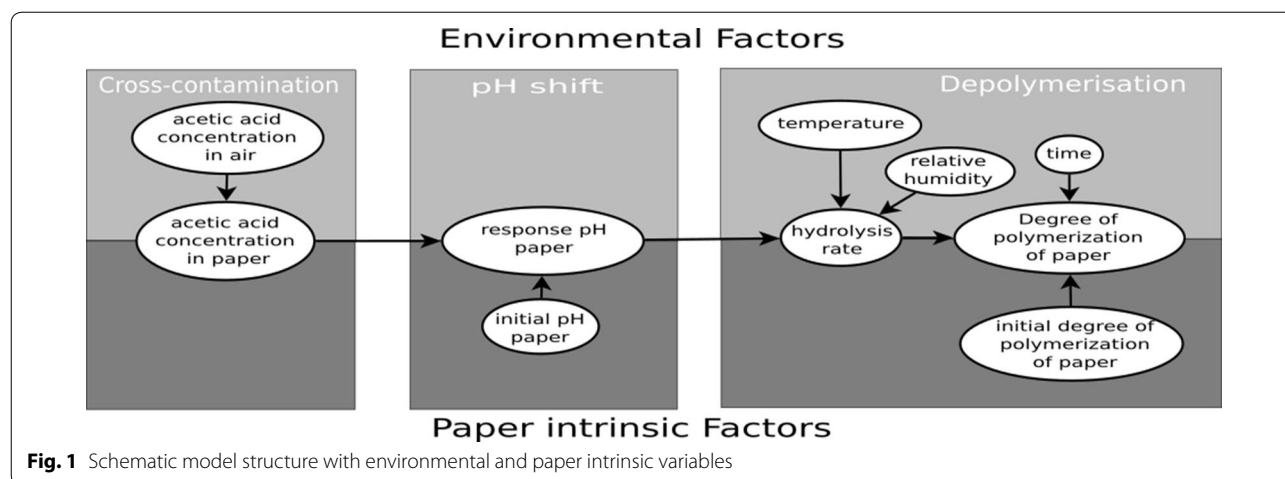 Environmental Factors
Cross-contamination
acetic acid
concentration
in air
acetic acid
concentration
in paper
pH shift
response pH
paper
initial pH
paper
Depolymerisation
temperature
relative
humidity
time
hydrolysis
rate
Degree of
polymerization
of paper
initial degree of
polymerization
of paper
Paper intrinsic Factors
Fig. 1 Schematic model structure with environmental and paper intrinsic variables